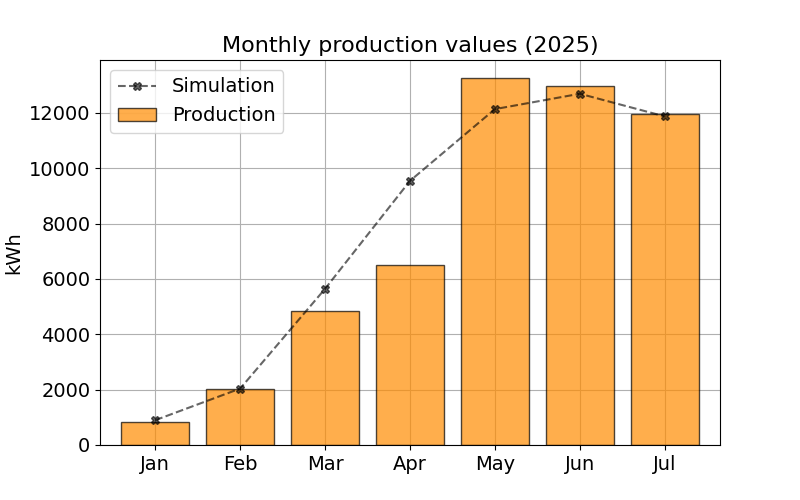 Monthly production values (2025)
Simulation
Production
kWh
12000
10000
8000
6000
4000
2000
0
Jan Feb Mar Apr May Jun Jul